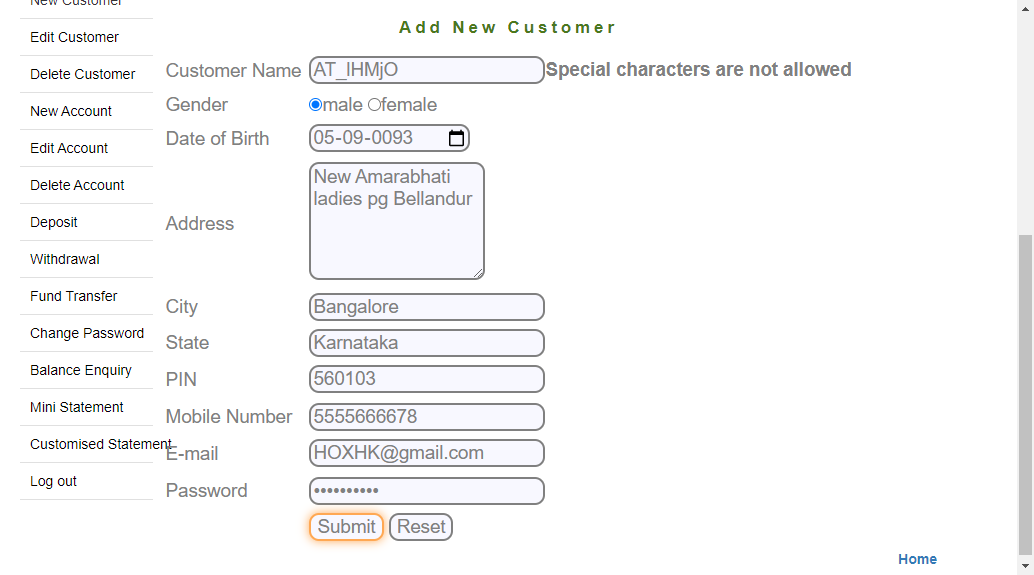 New Customer
Edit Customer
Delete Customer
New Account
Edit Account
Delete Account
Deposit
Withdrawal
Fund Transfer
Change Password
Balance Enquiry
Mini Statement
Customised Statement
Log out
Add New Customer
Customer Name AT_lHMjO Special characters are not allowed
Gender male female
Date of Birth 05-09-0093
Address New Amarabhati
ladies pg Bellandur
City Bangalore
State Karnataka
PIN 560103
Mobile Number 5555666678
E-mail HOXHK@gmail.com
Password ••••••••••
Submit Reset
Home